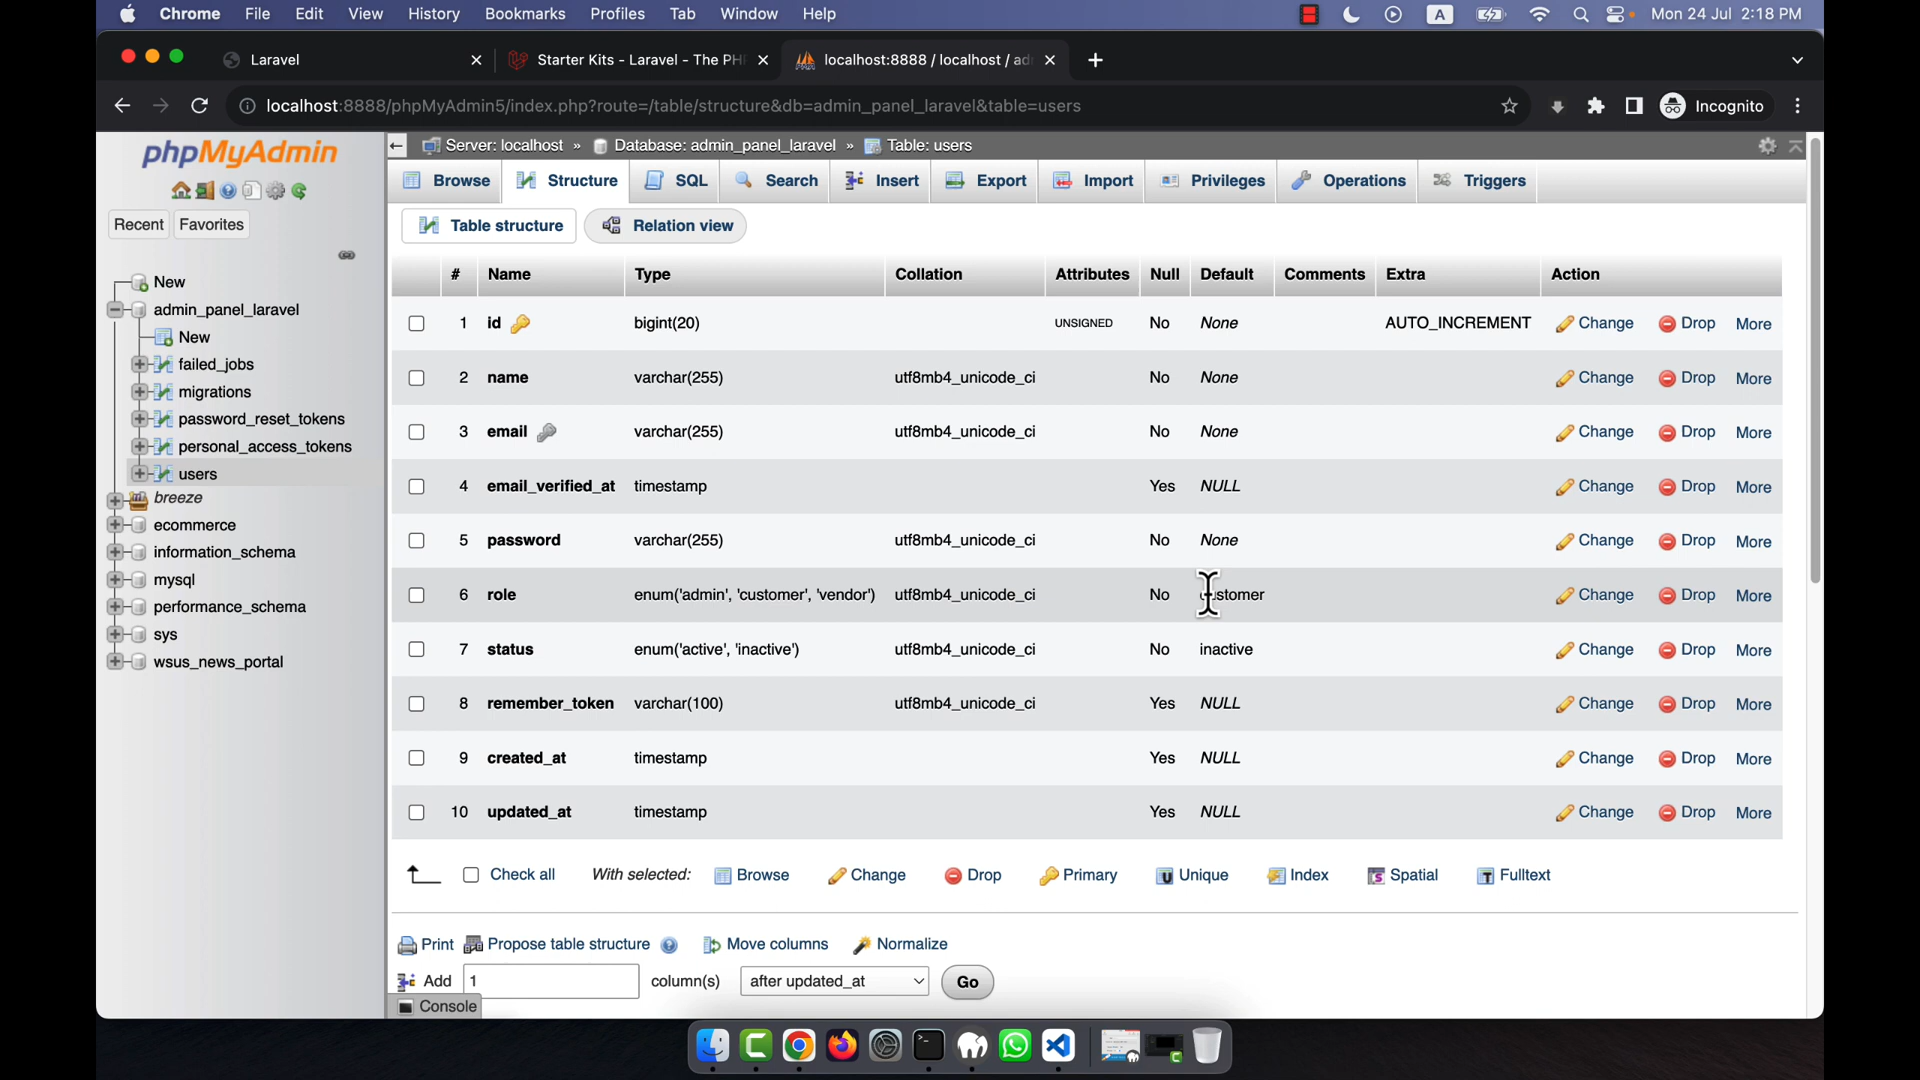 Chrome File Edit View History Bookmarks Profiles Tab Window Help A Mon 24 Jul 2:18 PM
Laravel Starter Kits - Laravel - The PH localhost:8888 / localhost / ad
localhost:8888/phpMyAdmin5/index.php?route=/table/structure&db=admin_panel_laravel&table=users Incognito
phpMyAdmin
Recent Favorites
New
admin_panel_laravel
New
failed_jobs
migrations
password_reset_tokens
personal_access_tokens
users
breeze
ecommerce
information_schema
mysql
performance_schema
sys
wsus_news_portal
Server: localhost » Database: admin_panel_laravel » Table: users
Browse Structure SQL Search Insert Export Import Privileges Operations Triggers
Table structure Relation view
# Name Type Collation Attributes Null Default Comments Extra Action
1 id bigint(20) UNSIGNED No None AUTO_INCREMENT Change Drop More
2 name varchar(255) utf8mb4_unicode_ci No None Change Drop More
3 email varchar(255) utf8mb4_unicode_ci No None Change Drop More
4 email_verified_at timestamp Yes NULL Change Drop More
5 password varchar(255) utf8mb4_unicode_ci No None Change Drop More
6 role enum('admin', 'customer', 'vendor') utf8mb4_unicode_ci No customer Change Drop More
7 status enum('active', 'inactive') utf8mb4_unicode_ci No inactive Change Drop More
8 remember_token varchar(100) utf8mb4_unicode_ci Yes NULL Change Drop More
9 created_at timestamp Yes NULL Change Drop More
10 updated_at timestamp Yes NULL Change Drop More
Check all With selected: Browse Change Drop Primary Unique Index Spatial Fulltext
Print Propose table structure Move columns Normalize
Add 1 column(s) after updated_at Go
Console